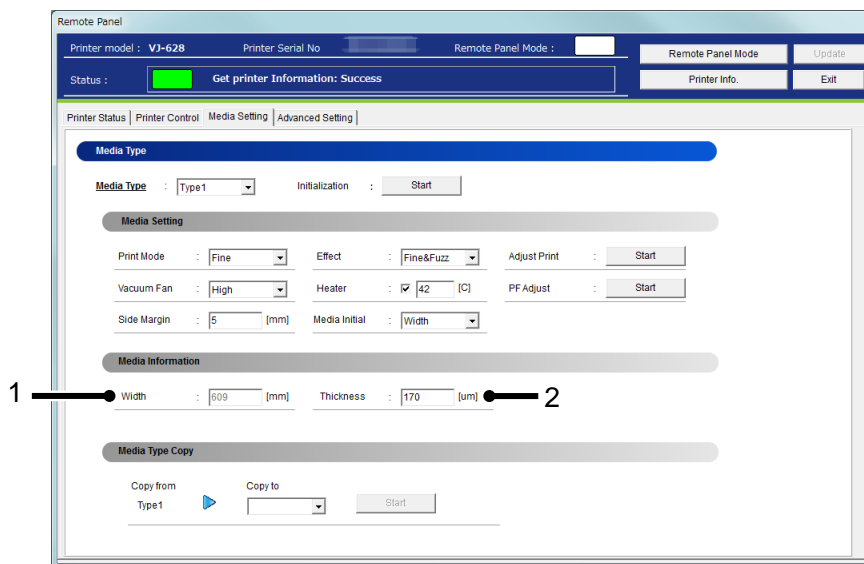 Remote Panel
Printer model : VJ-628 Printer Serial No Remote Panel Mode : Remote Panel Mode Update
Status : Get printer Information: Success Printer Info. Exit
Printer Status Printer Control Media Setting Advanced Setting
Media Type
Media Type : Type1 Initialization : Start
Media Setting
Print Mode : Fine Effect : Fine&Fuzz Adjust Print : Start
Vacuum Fan : High Heater : 42 [C] PF Adjust : Start
Side Margin : 5 [mm] Media Initial : Width
Media Information
1 Width : 609 [mm] Thickness : 170 [um] 2
Media Type Copy
Copy from Copy to
Type1 Start